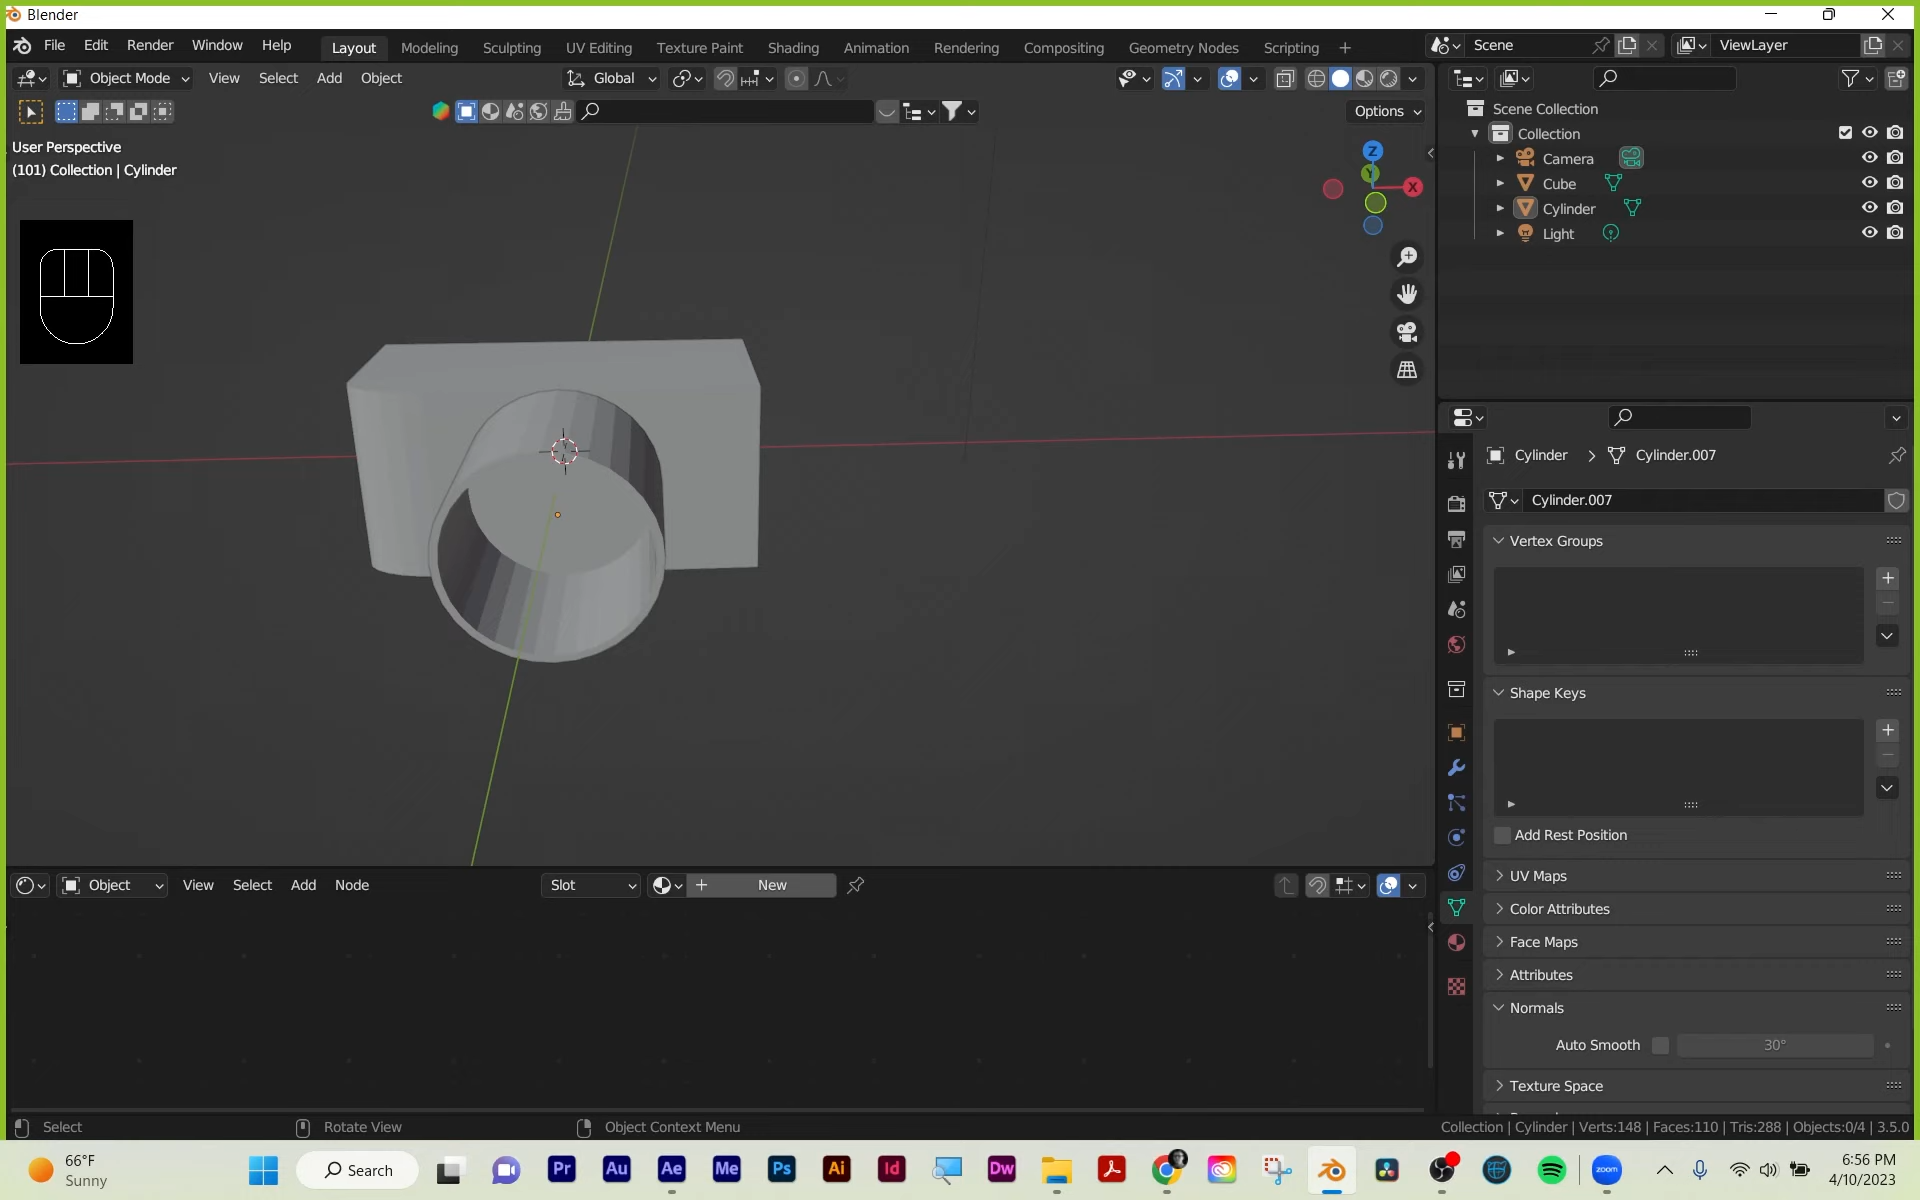 Blender
File Edit Render Window Help Layout Modeling Sculpting UV Editing Texture Paint Shading Animation Rendering Compositing Geometry Nodes Scripting + Scene ViewLayer
Object Mode View Select Add Object Global
Options
User Perspective
(101) Collection | Cylinder
Z
Y
X
Scene Collection
Collection
Camera
Cube
Cylinder
Light
Cylinder > Cylinder.007
Cylinder.007
Vertex Groups
Shape Keys
Add Rest Position
UV Maps
Color Attributes
Face Maps
Attributes
Normals
Auto Smooth 30°
Texture Space
Object View Select Add Node Slot + New
Select Rotate View Object Context Menu Collection | Cylinder | Verts:148 | Faces:110 | Tris:288 | Objects:0/4 | 3.5.0
66°F
Sunny
Search
Pr Au Ae Me Ps Ai Id Dw zoom
6:56 PM
4/10/2023